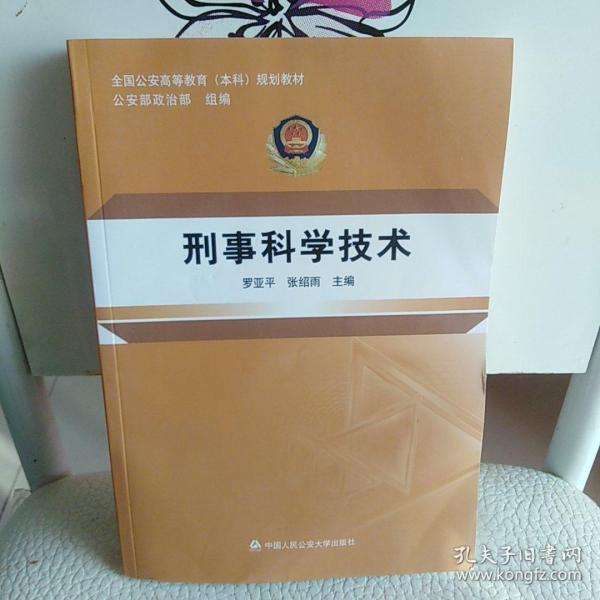 全国公安高等教育（本科）规划教材
公安部政治部 组编
刑事科学技术
罗亚平 张绍雨 主编
中国人民公安大学出版社
孔夫子旧书网
www.kongfz.com